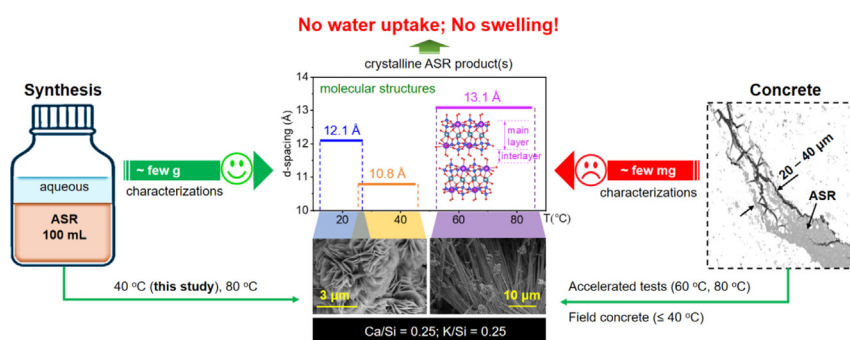 No water uptake; No swelling!
crystalline ASR product(s)
Synthesis
aqueous
ASR
100 mL
~ few g
characterizations
14
13
12
11
10
d-spacing (Å)
molecular structures
12.1 Å
10.8 Å
13.1 Å
main
layer
interlayer
20
40
60
80
T(°C)
3 µm
10 µm
Ca/Si = 0.25; K/Si = 0.25
~ few mg
characterizations
Concrete
20 – 40 µm
ASR
40 °C (this study), 80 °C
Accelerated tests (60 °C, 80 °C)
Field concrete (≤ 40 °C)